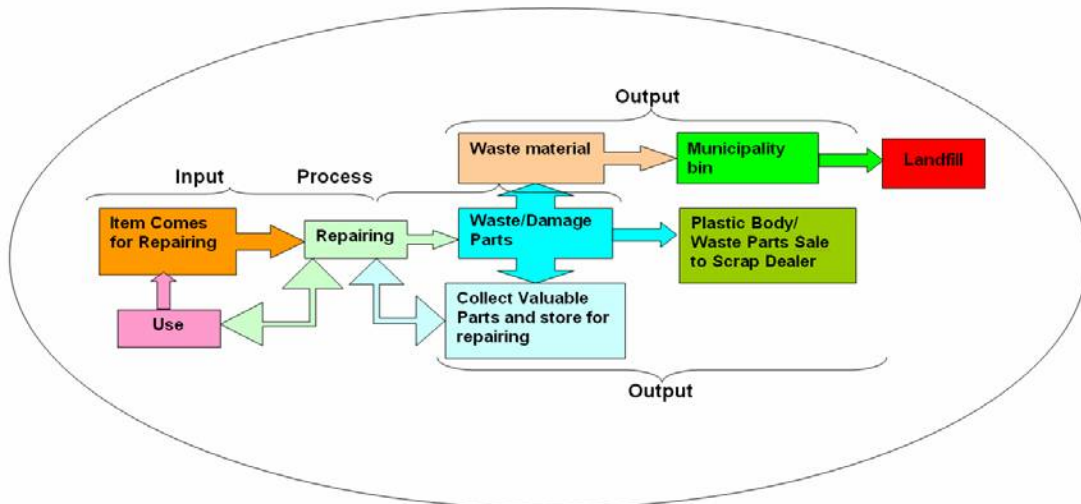 Output
Waste material
Municipality
bin
Landfill
Input
Process
Item Comes
for Repairing
Repairing
Waste/Damage
Parts
Plastic Body/
Waste Parts Sale
to Scrap Dealer
Use
Collect Valuable
Parts and store for
repairing
Output